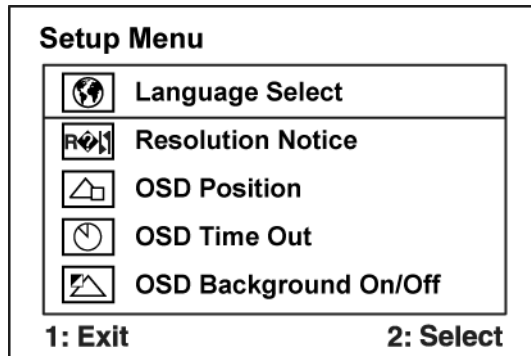 Setup Menu
Language Select
Resolution Notice
OSD Position
OSD Time Out
OSD Background On/Off
1: Exit 2: Select